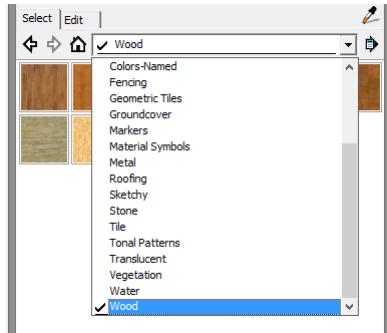 Select Edit
Wood
Colors-Named
Fencing
Geometric Tiles
Groundcover
Markers
Material Symbols
Metal
Roofing
Sketchy
Stone
Tile
Tonal Patterns
Translucent
Vegetation
Water
Wood